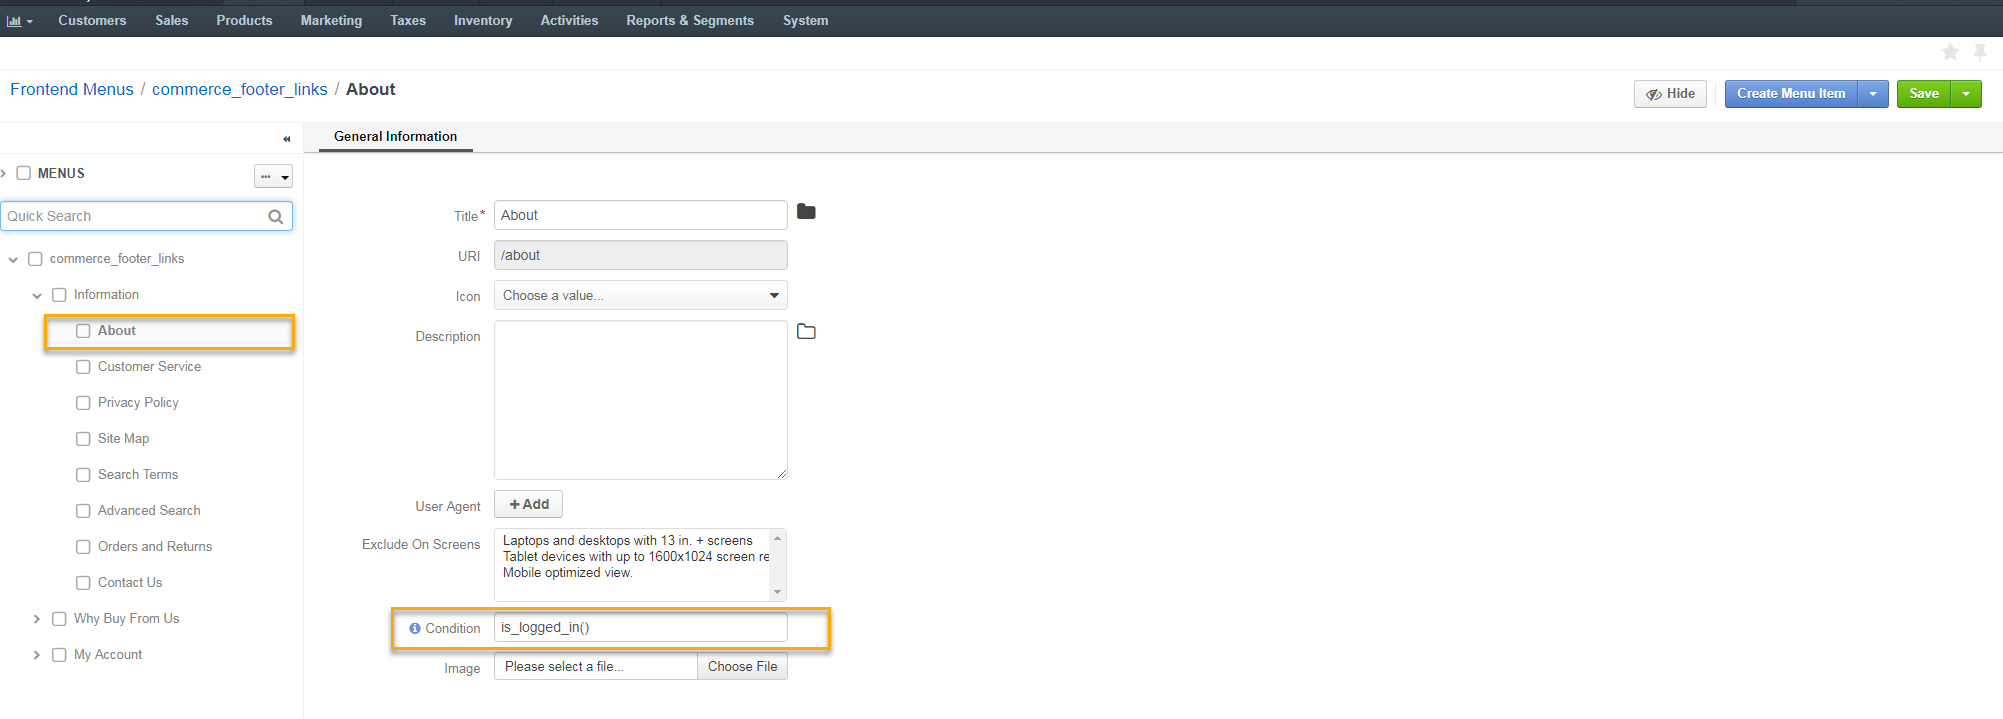 Customers Sales Products Marketing Taxes Inventory Activities Reports & Segments System
Frontend Menus / commerce_footer_links / About
Hide Create Menu Item Save
General Information
MENUS ...
Quick Search
commerce_footer_links
Information
About
Customer Service
Privacy Policy
Site Map
Search Terms
Advanced Search
Orders and Returns
Contact Us
Why Buy From Us
My Account
Title* About
URI /about
Icon Choose a value...
Description
User Agent + Add
Exclude On Screens Laptops and desktops with 13 in. + screens
Tablet devices with up to 1600x1024 screen re
Mobile optimized view.
Condition is_logged_in()
Image Please select a file... Choose File